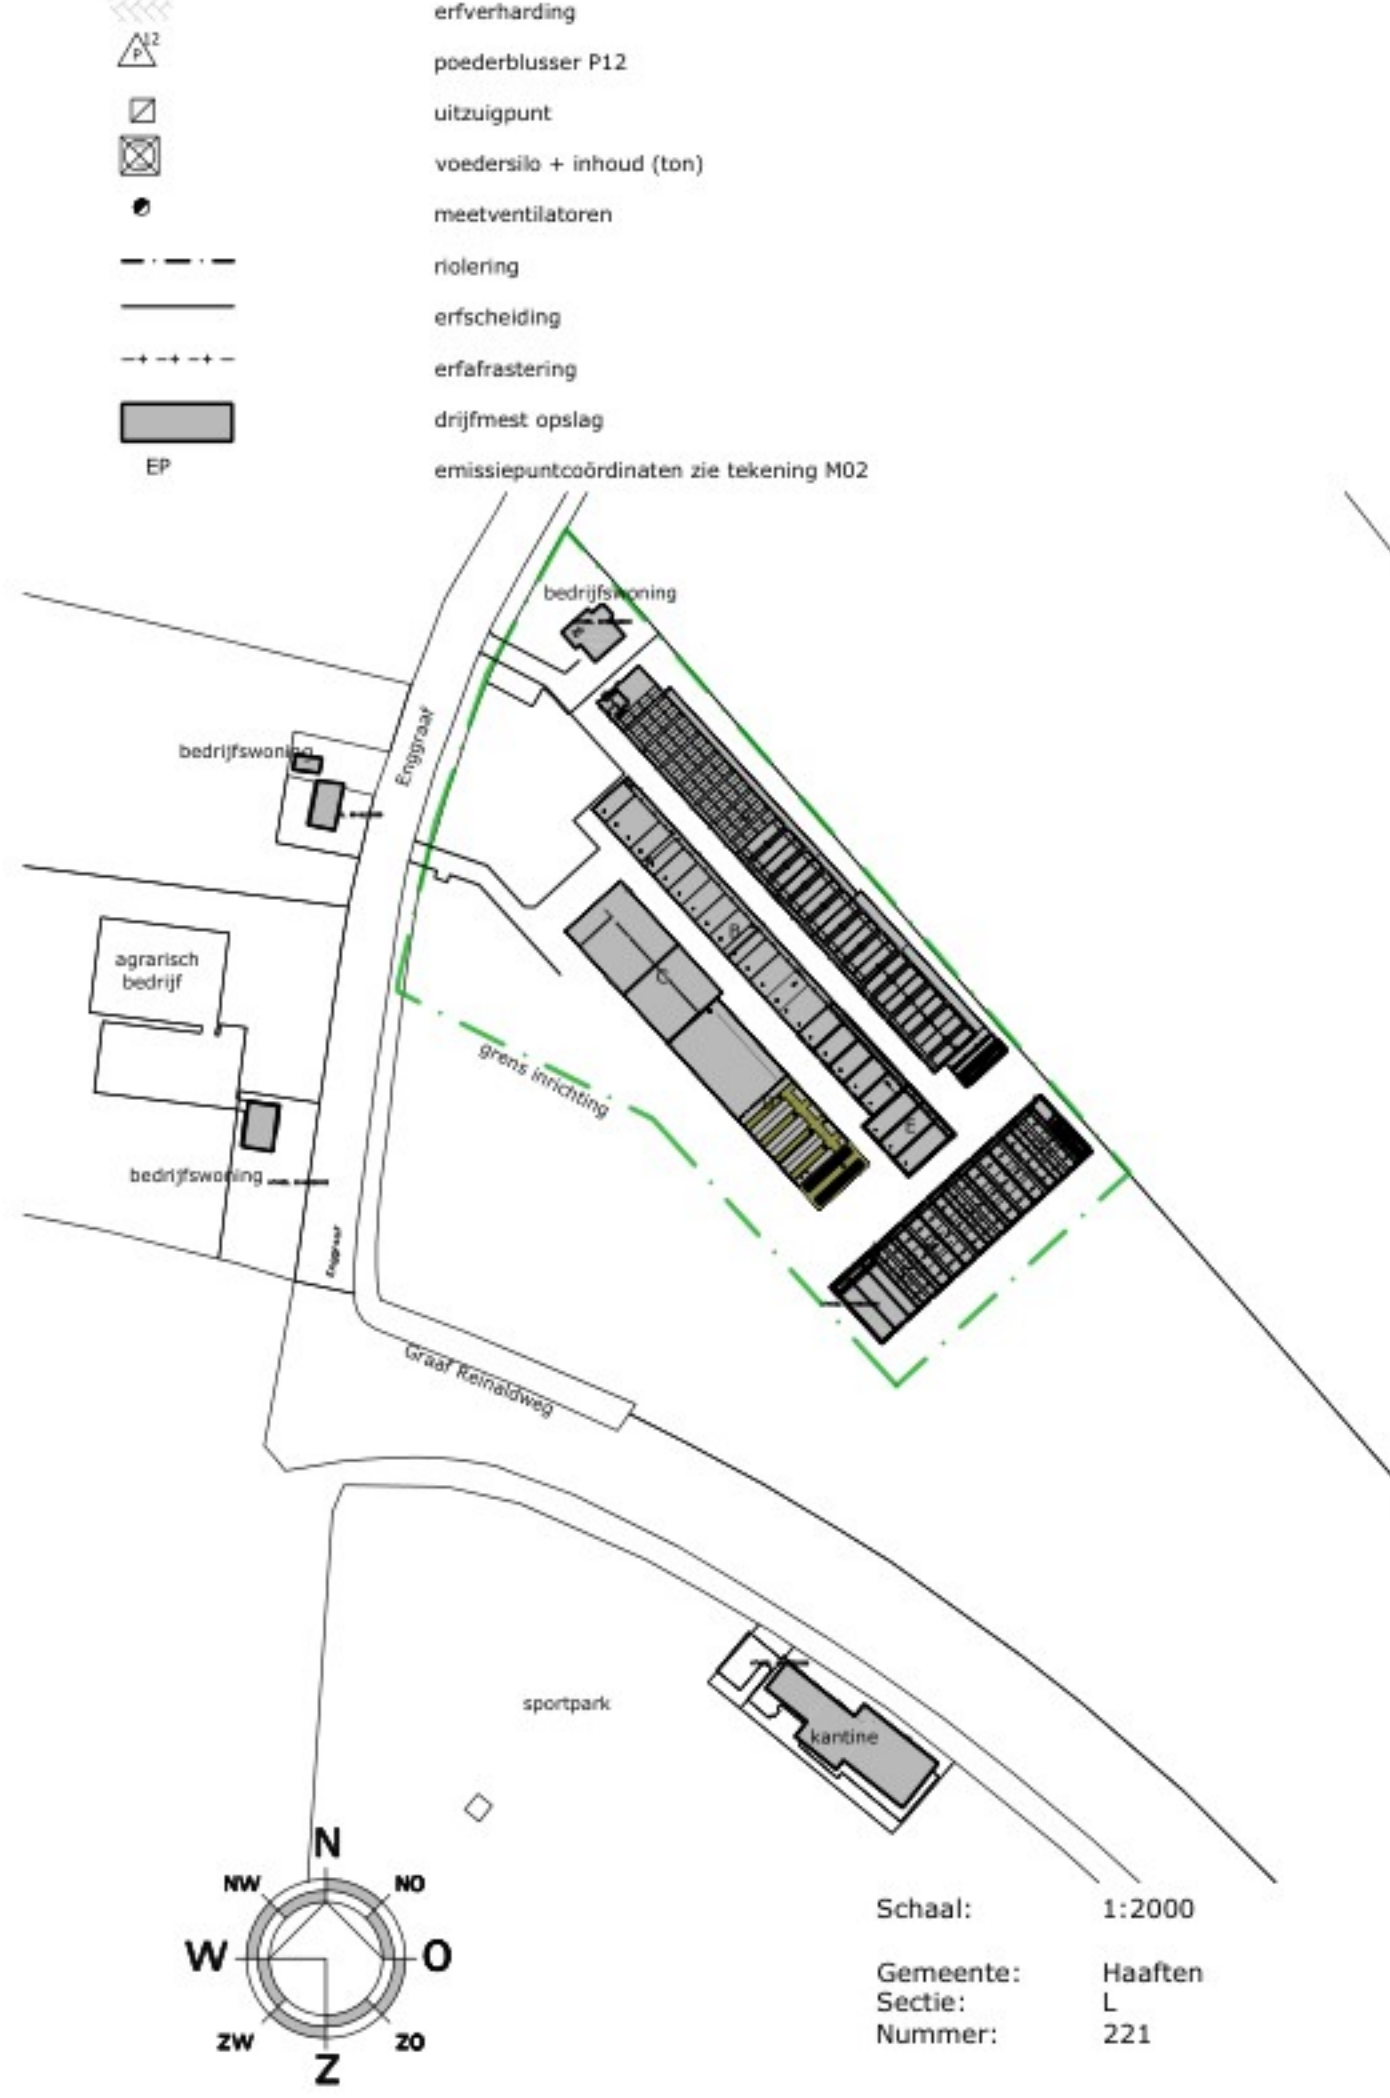 erfverharding
12
P
poederblusser P12
uitzuigpunt
voedersilo + inhoud (ton)
meetventilatoren
riolering
erfscheiding
erfafrastering
drijfmest opslag
EP
emissiepuntcoördinaten zie tekening M02
bedrijfswoning
bedrijfswoning
Enggraaf
B
agrarisch
bedrijf
C
grens inrichting
E
bedrijfswoning
Enggraaf
Graaf Reinaldweg
sportpark
kantine
N
NW
NO
W
O
ZW
ZO
Z
Schaal: 1:2000
Gemeente: Haaften
Sectie: L
Nummer: 221